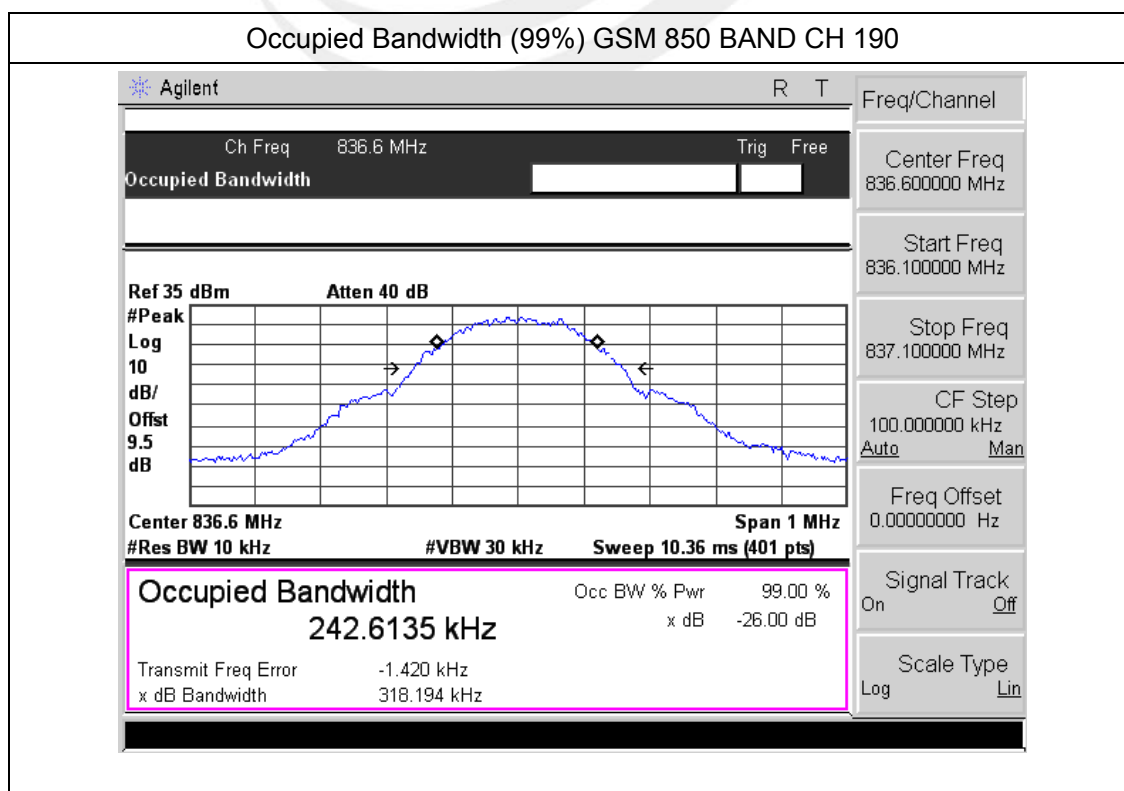 Occupied Bandwidth (99%) GSM 850 BAND CH 190
Agilent R T
Ch Freq 836.6 MHz Trig Free
Occupied Bandwidth
Ref 35 dBm Atten 40 dB
#Peak
Log
10
dB/
Offst
9.5
dB
Center 836.6 MHz Span 1 MHz
#Res BW 10 kHz #VBW 30 kHz Sweep 10.36 ms (401 pts)
Occupied Bandwidth Occ BW % Pwr 99.00 %
242.6135 kHz x dB -26.00 dB
Transmit Freq Error -1.420 kHz
x dB Bandwidth 318.194 kHz
Freq/Channel
Center Freq
836.600000 MHz
Start Freq
836.100000 MHz
Stop Freq
837.100000 MHz
CF Step
100.000000 kHz
Auto Man
Freq Offset
0.00000000 Hz
Signal Track
On Off
Scale Type
Log Lin